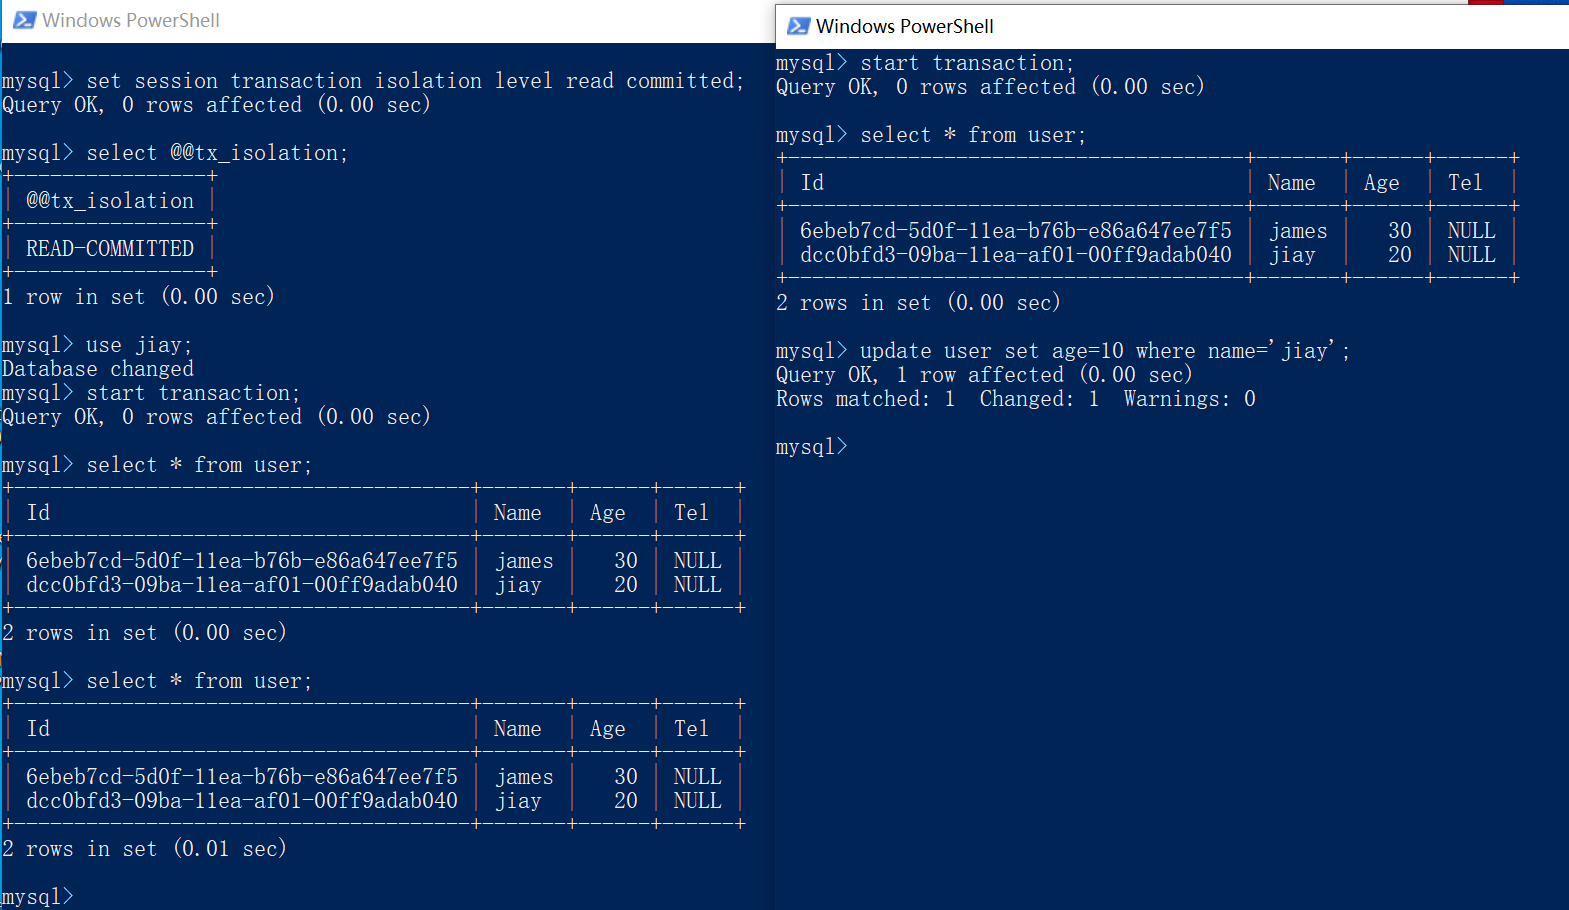 Windows PowerShell
mysql> set session transaction isolation level read committed;
Query OK, 0 rows affected (0.00 sec)
mysql> select @@tx_isolation;
+----------------+
| @@tx_isolation |
+----------------+
| READ-COMMITTED |
+----------------+
1 row in set (0.00 sec)
mysql> use jiay;
Database changed
mysql> start transaction;
Query OK, 0 rows affected (0.00 sec)
mysql> select * from user;
+--------------------------------------+-------+------+------+
| Id                                   | Name  | Age  | Tel  |
+--------------------------------------+-------+------+------+
| 6ebeb7cd-5d0f-11ea-b76b-e86a647ee7f5 | james |   30 | NULL |
| dcc0bfd3-09ba-11ea-af01-00ff9adab040 | jiay  |   20 | NULL |
+--------------------------------------+-------+------+------+
2 rows in set (0.00 sec)
mysql> select * from user;
+--------------------------------------+-------+------+------+
| Id                                   | Name  | Age  | Tel  |
+--------------------------------------+-------+------+------+
| 6ebeb7cd-5d0f-11ea-b76b-e86a647ee7f5 | james |   30 | NULL |
| dcc0bfd3-09ba-11ea-af01-00ff9adab040 | jiay  |   20 | NULL |
+--------------------------------------+-------+------+------+
2 rows in set (0.01 sec)
mysql>
Windows PowerShell
mysql> start transaction;
Query OK, 0 rows affected (0.00 sec)
mysql> select * from user;
+--------------------------------------+-------+------+------+
| Id                                   | Name  | Age  | Tel  |
+--------------------------------------+-------+------+------+
| 6ebeb7cd-5d0f-11ea-b76b-e86a647ee7f5 | james |   30 | NULL |
| dcc0bfd3-09ba-11ea-af01-00ff9adab040 | jiay  |   20 | NULL |
+--------------------------------------+-------+------+------+
2 rows in set (0.00 sec)
mysql> update user set age=10 where name='jiay';
Query OK, 1 row affected (0.00 sec)
Rows matched: 1  Changed: 1  Warnings: 0
mysql>